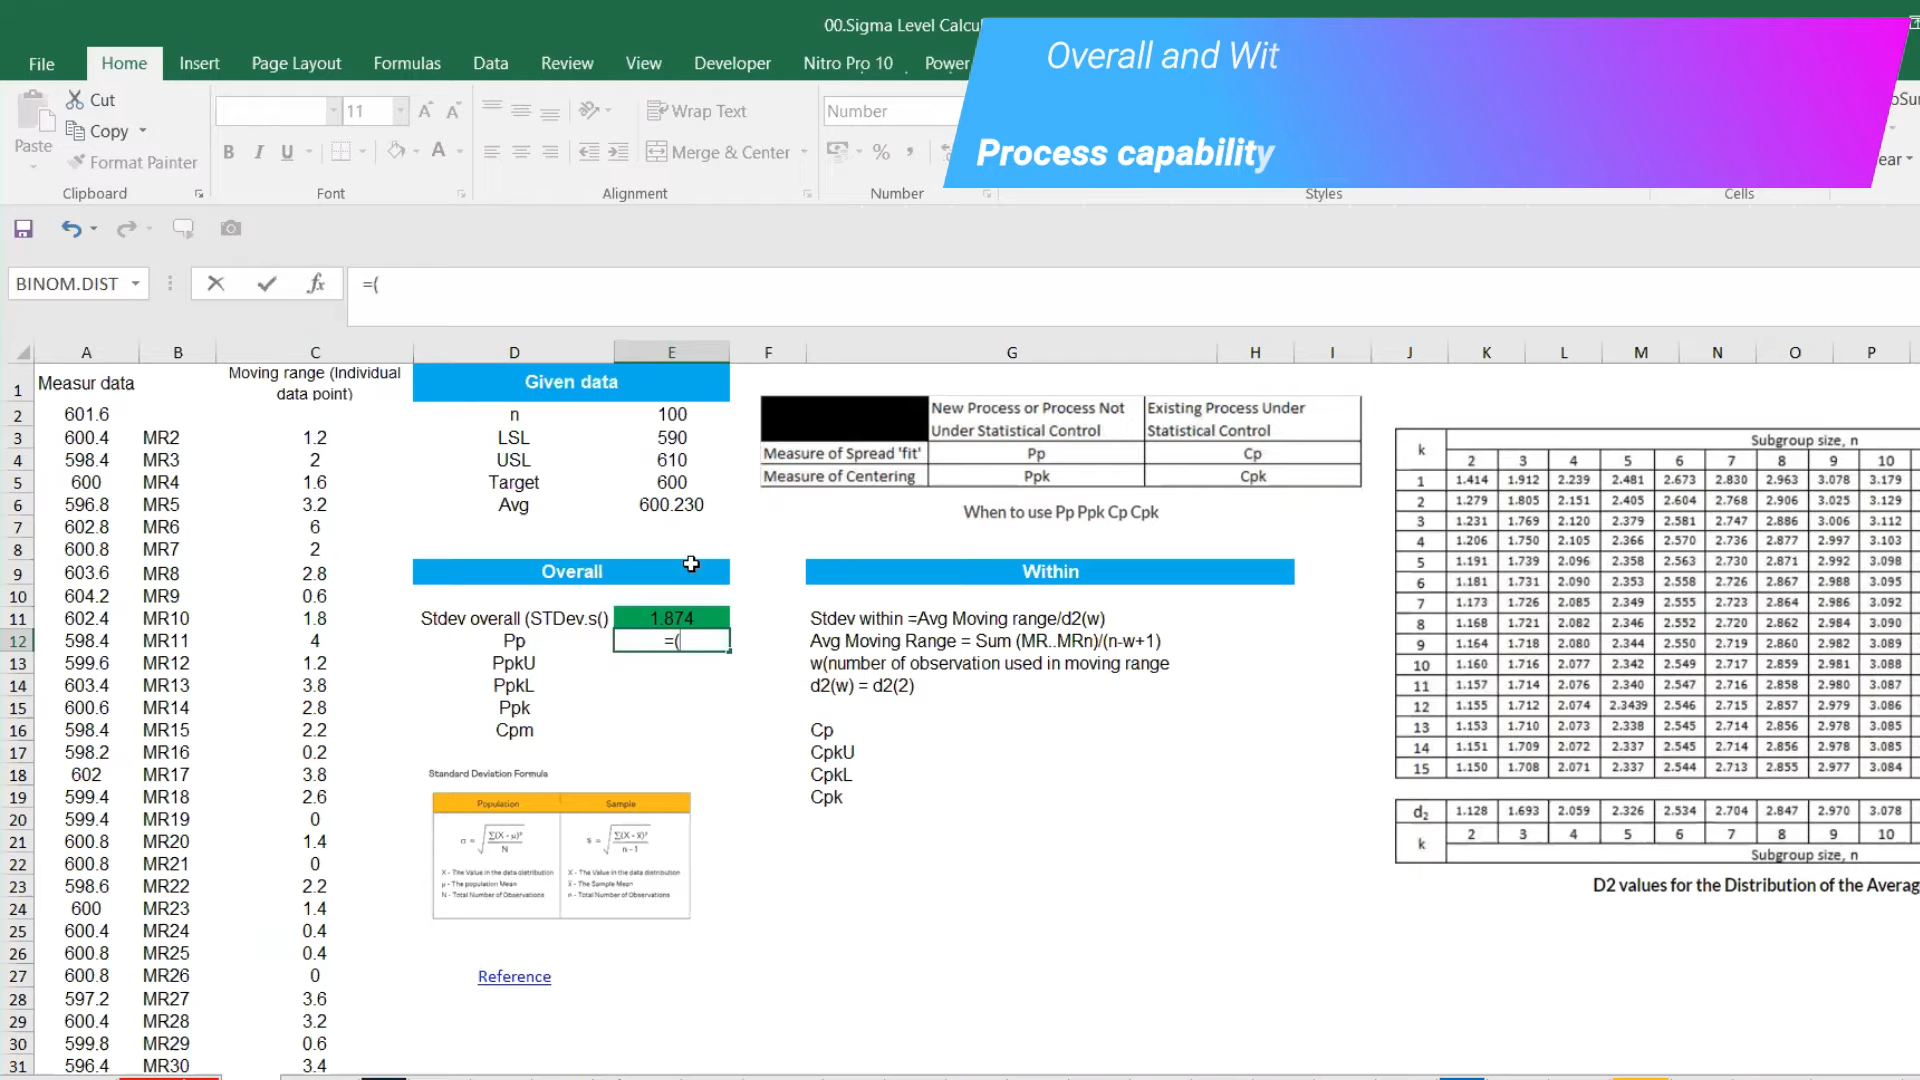 00.Sigma Level Calcu
Overall and Wit
Process capability
File Home Insert Page Layout Formulas Data Review View Developer Nitro Pro 10 Power
Paste
Cut
Copy
Format Painter
11
Wrap Text
Merge & Center
Number
Clipboard Font Alignment Number Styles Cells
BINOM.DIST
=(
A B C D E F G H I J K L M N O P
1 Measur data Moving range (Individual data point) Given data
2 601.6 n 100
3 600.4 MR2 1.2 LSL 590
4 598.4 MR3 2 USL 610
5 600 MR4 1.6 Target 600
6 596.8 MR5 3.2 Avg 600.230
7 602.8 MR6 6
8 600.8 MR7 2
9 603.6 MR8 2.8 Overall Within
10 604.2 MR9 0.6
11 602.4 MR10 1.8 Stdev overall (STDev.s() 1.874 Stdev within =Avg Moving range/d2(w)
12 598.4 MR11 4 Pp =( Avg Moving Range = Sum (MR..MRn)/(n-w+1)
13 599.6 MR12 1.2 PpkU w(number of observation used in moving range
14 603.4 MR13 3.8 PpkL d2(w) = d2(2)
15 600.6 MR14 2.8 Ppk
16 598.4 MR15 2.2 Cpm Cp
17 598.2 MR16 0.2 CpkU
18 602 MR17 3.8 CpkL
19 599.4 MR18 2.6 Cpk
20 599.4 MR19 0
21 600.8 MR20 1.4
22 600.8 MR21 0
23 598.6 MR22 2.2
24 600 MR23 1.4
25 600.4 MR24 0.4
26 600.8 MR25 0.4
27 600.8 MR26 0
28 597.2 MR27 3.6
29 600.4 MR28 3.2
30 599.8 MR29 0.6
31 596.4 MR30 3.4
New Process or Process Not Under Statistical Control
Existing Process Under Statistical Control
Measure of Spread 'fit' Pp Cp
Measure of Centering Ppk Cpk
When to use Pp Ppk Cp Cpk
Standard Deviation Formula
Population Sample
σ = √ ∑(X - μ)² N
s = √ ∑(X - x̄)² n - 1
X - The Value in the data distribution
μ - The population Mean
N - Total Number of Observations
X - The Value in the data distribution
x̄ - The Sample Mean
n - Total Number of Observations
Reference
k Subgroup size, n
2 3 4 5 6 7 8 9 10
1 1.414 1.912 2.239 2.481 2.673 2.830 2.963 3.078 3.179
2 1.279 1.805 2.151 2.405 2.604 2.768 2.906 3.025 3.129
3 1.231 1.769 2.120 2.379 2.581 2.747 2.886 3.006 3.112
4 1.206 1.750 2.105 2.366 2.570 2.736 2.877 2.997 3.103
5 1.191 1.739 2.096 2.358 2.563 2.730 2.871 2.992 3.098
6 1.181 1.731 2.090 2.353 2.558 2.726 2.867 2.988 3.095
7 1.173 1.726 2.085 2.349 2.555 2.723 2.864 2.986 3.092
8 1.168 1.721 2.082 2.346 2.552 2.720 2.862 2.984 3.090
9 1.164 1.718 2.080 2.344 2.550 2.719 2.860 2.982 3.089
10 1.160 1.716 2.077 2.342 2.549 2.717 2.859 2.981 3.088
11 1.157 1.714 2.076 2.340 2.547 2.716 2.858 2.980 3.087
12 1.155 1.712 2.074 2.3439 2.546 2.715 2.857 2.979 3.086
13 1.153 1.710 2.073 2.338 2.545 2.714 2.856 2.978 3.085
14 1.151 1.709 2.072 2.337 2.545 2.714 2.856 2.978 3.085
15 1.150 1.708 2.071 2.337 2.544 2.713 2.855 2.977 3.084
d2 1.128 1.693 2.059 2.326 2.534 2.704 2.847 2.970 3.078
k 2 3 4 5 6 7 8 9 10
Subgroup size, n
D2 values for the Distribution of the Averag